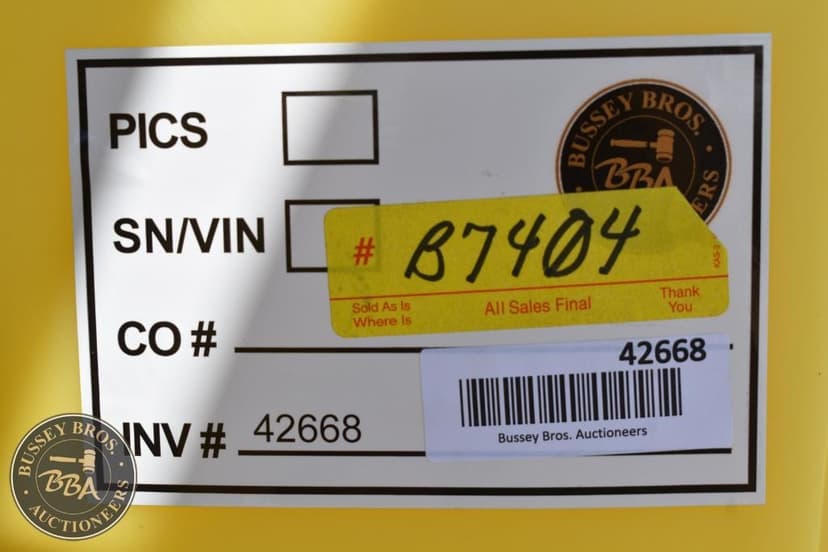 PICS
BUSSEY BROS.
BBA
SN/VIN
# B7404
Sold As Is
Where Is
All Sales Final
Thank
You
CO #
42668
Bussey Bros. Auctioneers
INV # 42668
BUSSEY BROS.
BBA
AUCTIONEERS